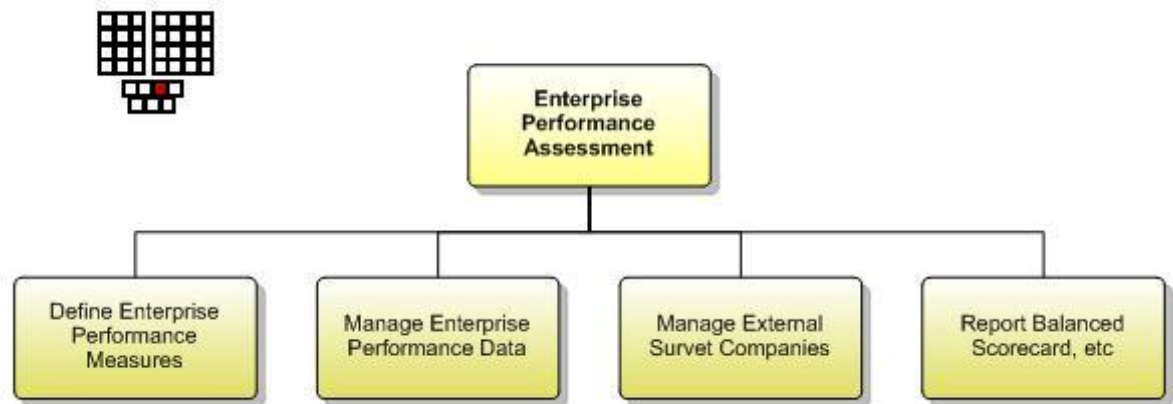 Enterprise
Performance
Assessment
Define Enterprise
Performance
Measures
Manage Enterprise
Performance Data
Manage External
Survet Companies
Report Balanced
Scorecard, etc